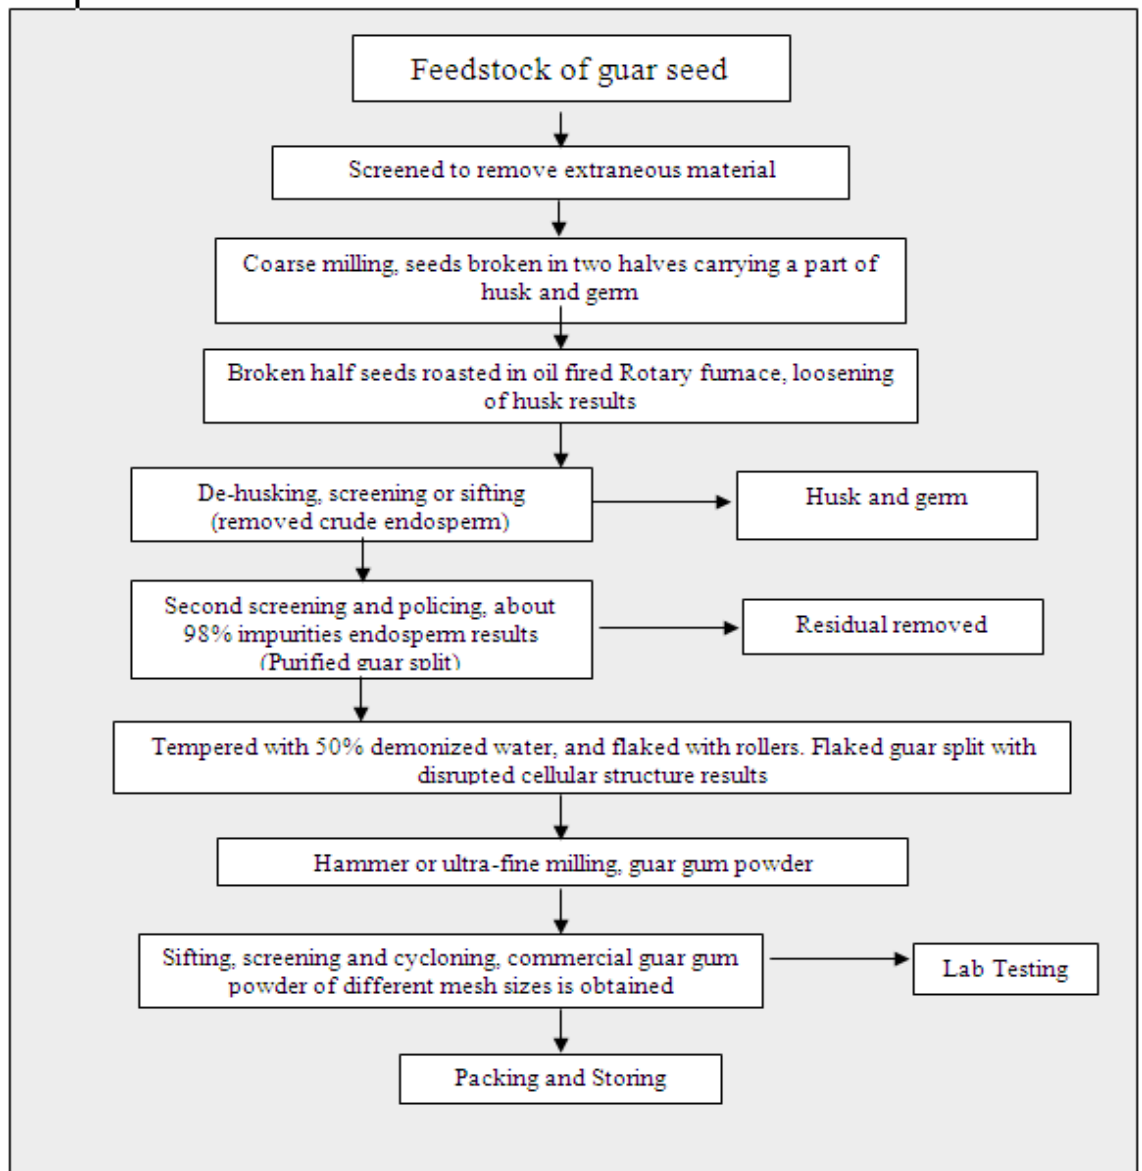 Feedstock of guar seed
Screened to remove extraneous material
Coarse milling, seeds broken in two halves carrying a part of
husk and germ
Broken half seeds roasted in oil fired Rotary furnace, loosening
of husk results
De-husking, screening or sifting
(removed crude endosperm)
Husk and germ
Second screening and policing, about
98% impurities endosperm results
(Purified guar split)
Residual removed
Tempered with 50% demonized water, and flaked with rollers. Flaked guar split with
disrupted cellular structure results
Hammer or ultra-fine milling, guar gum powder
Sifting, screening and cycloning, commercial guar gum
powder of different mesh sizes is obtained
Lab Testing
Packing and Storing